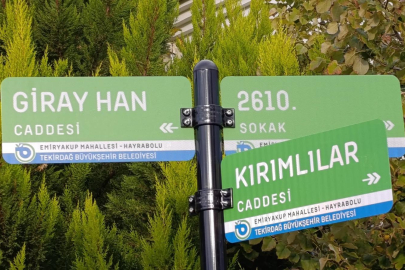 GİRAY HAN
CADDESİ
EMİRYAKUP MAHALLESİ - HAYRABOLU
TEKİRDAĞ BÜYÜKŞEHİR BELEDİYESİ
2610.
SOKAK
KIRIMLILAR
CADDESİ
EMİRYAKUP MAHALLESİ - HAYRABOLU
TEKİRDAĞ BÜYÜKŞEHİR BELEDİYESİ